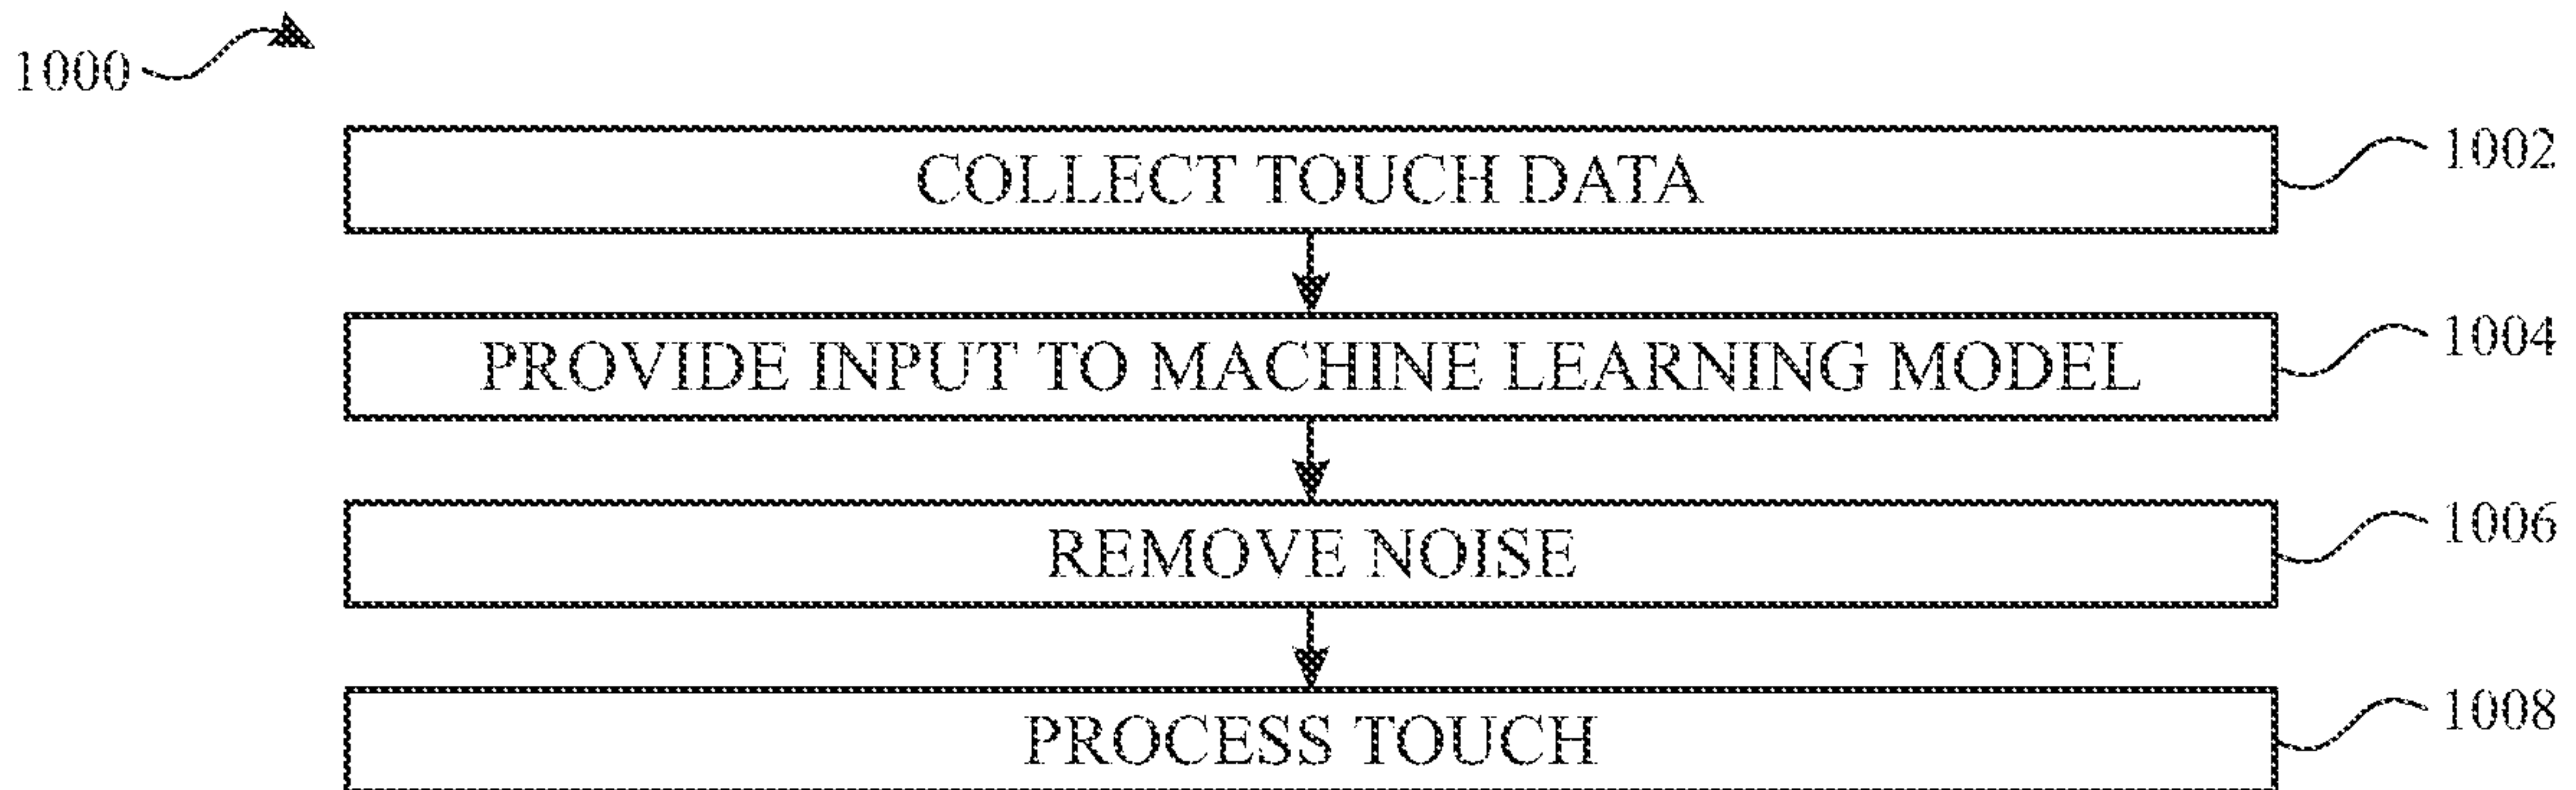 1000
COLLECT TOUCH DATA
1002
PROVIDE INPUT TO MACHINE LEARNING MODEL
1004
REMOVE NOISE
1006
PROCESS TOUCH
1008